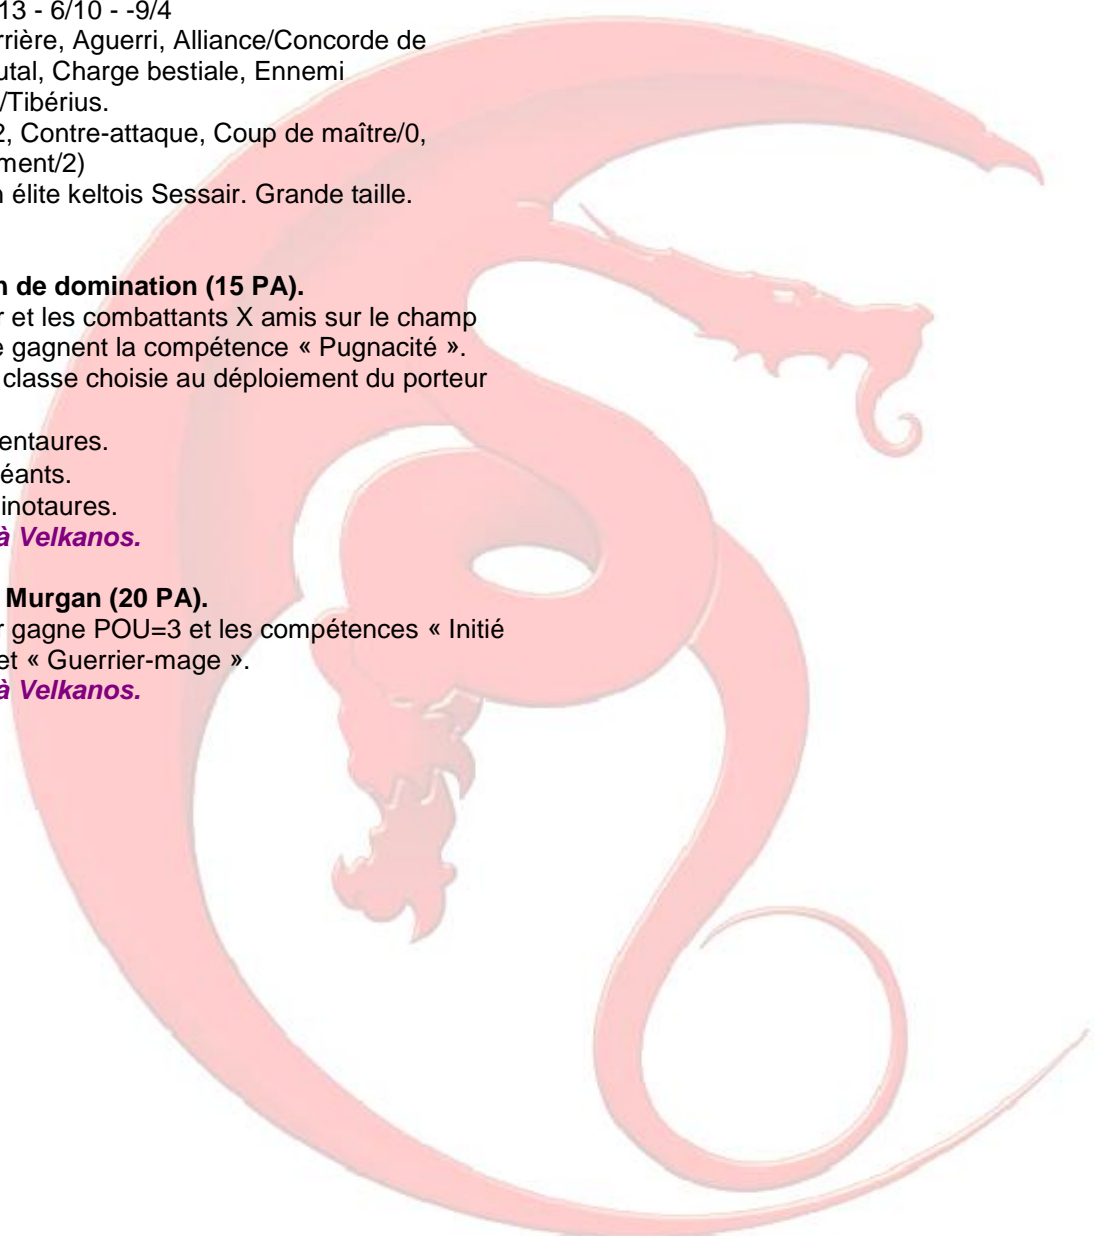 13 - 6/10 - -9/4
rrière, Aguerri, Alliance/Concorde de
utal, Charge bestiale, Ennemi
/Tibérius.
2, Contre-attaque, Coup de maître/0,
ment/2)
n élite keltois Sessair. Grande taille.
n de domination (15 PA).
r et les combattants X amis sur le champ
e gagnent la compétence « Pugnacité ».
classe choisie au déploiement du porteur
entaures.
éants.
inotaures.
à Velkanos.
Murgan (20 PA).
r gagne POU=3 et les compétences « Initié
et « Guerrier-mage ».
à Velkanos.